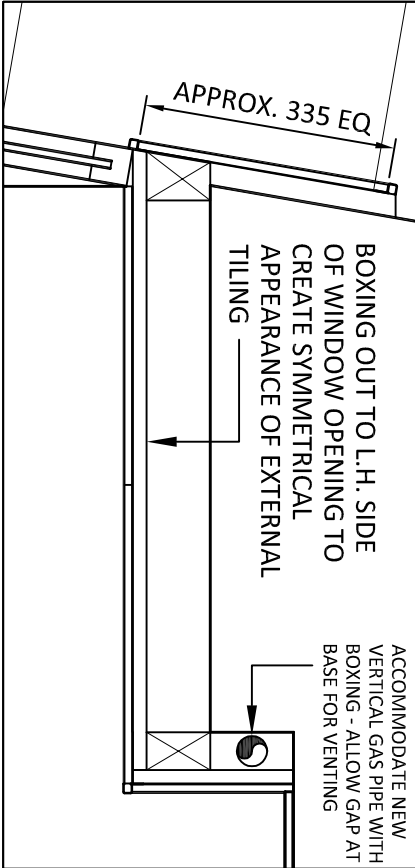 APPROX. 335 EQ
BOXING OUT TO L.H. SIDE
OF WINDOW OPENING TO
CREATE SYMMETRICAL
APPEARANCE OF EXTERNAL
TILING
ACCOMMODATE NEW
VERTICAL GAS PIPE WITH
BOXING - ALLOW GAP AT
BASE FOR VENTING